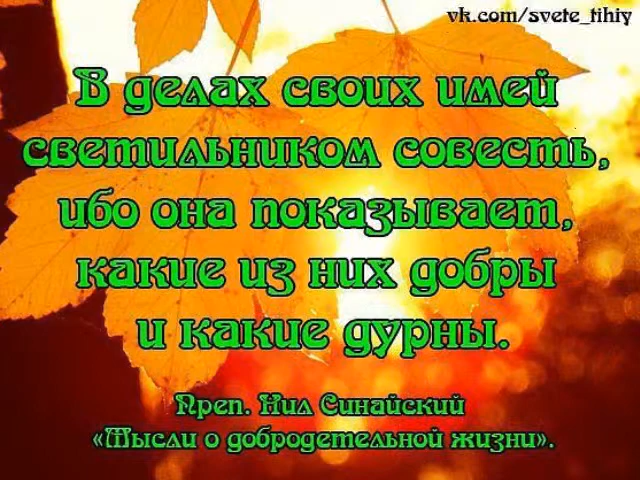 vk.com/svete_tihiy
В делах своих имей
светильником совесть,
ибо она показывает,
какие из них добры
и какие дурны.
Преп. Нил Синайский
«Мысли о добродетельной жизни».